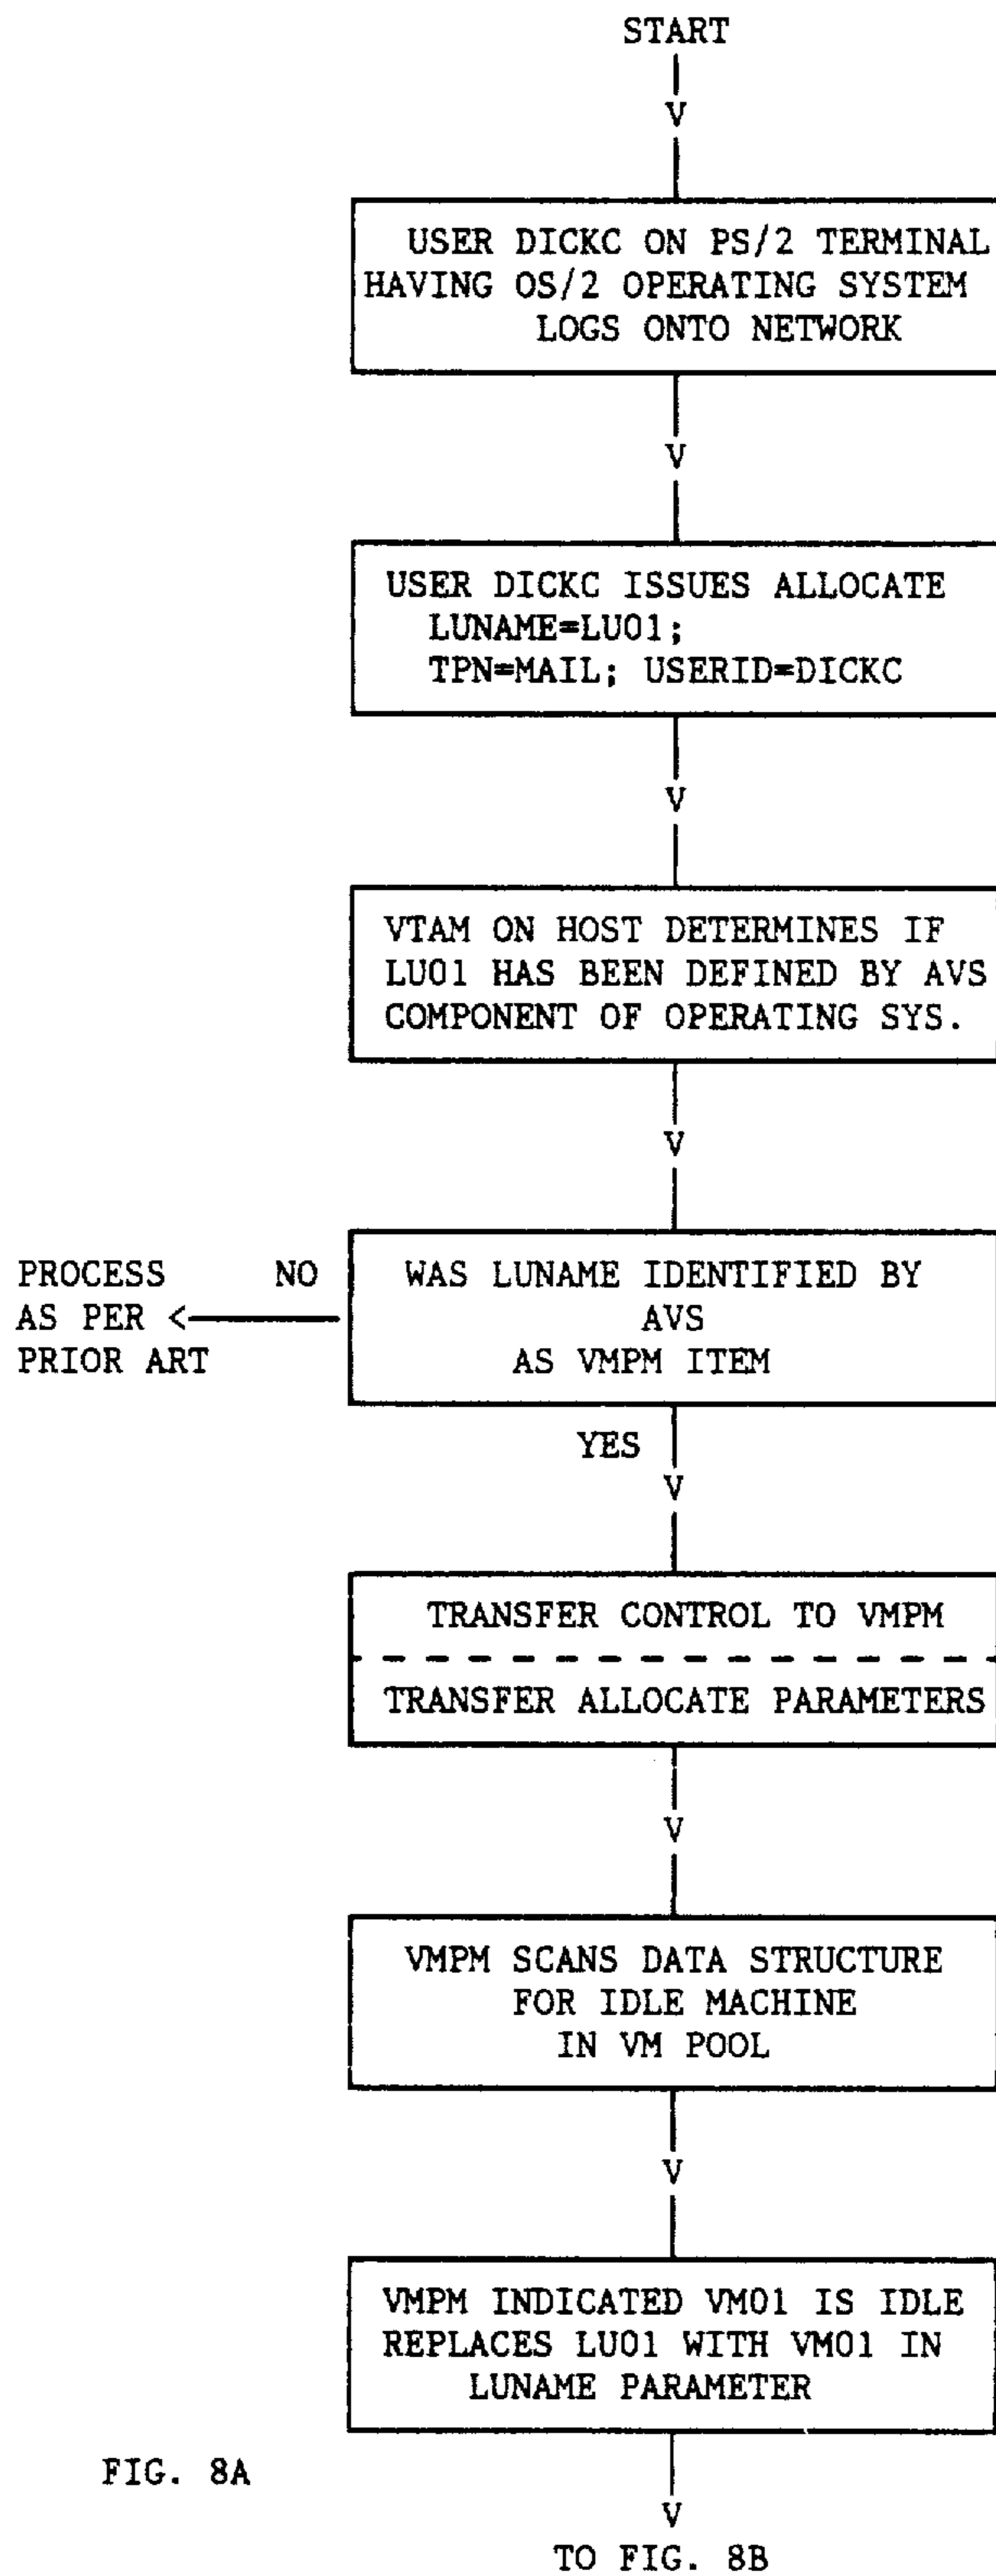 START
V
USER DICKC ON PS/2 TERMINAL
HAVING OS/2 OPERATING SYSTEM
LOGS ONTO NETWORK
V
USER DICKC ISSUES ALLOCATE
LUNAME=LU01;
TPN=MAIL; USERID=DICKC
V
VTAM ON HOST DETERMINES IF
LU01 HAS BEEN DEFINED BY AVS
COMPONENT OF OPERATING SYS.
V
WAS LUNAME IDENTIFIED BY
AVS
AS VMPM ITEM
NO
PROCESS
AS PER <
PRIOR ART
YES
V
TRANSFER CONTROL TO VMPM
TRANSFER ALLOCATE PARAMETERS
V
VMPM SCANS DATA STRUCTURE
FOR IDLE MACHINE
IN VM POOL
V
VMPM INDICATED VM01 IS IDLE
REPLACES LU01 WITH VM01 IN
LUNAME PARAMETER
FIG. 8A
V
TO FIG. 8B